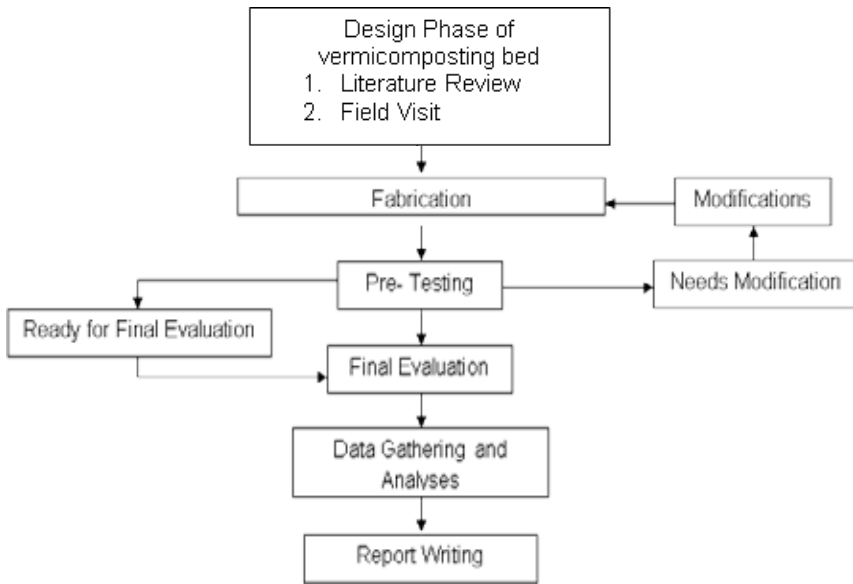 Design Phase of
vermicomposting bed
1. Literature Review
2. Field Visit
Fabrication
Modifications
Pre- Testing
Needs Modification
Ready for Final Evaluation
Final Evaluation
Data Gathering and
Analyses
Report Writing